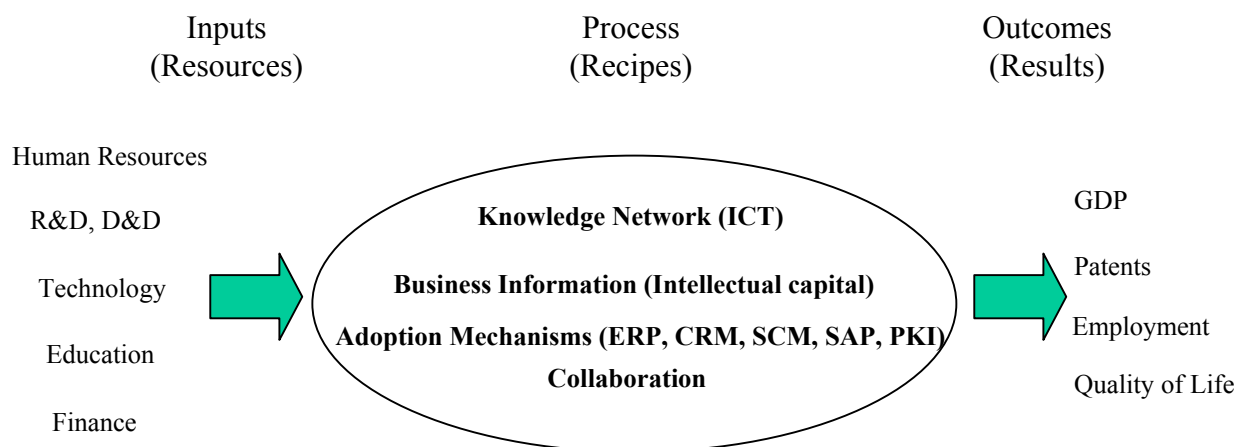 Inputs
(Resources)
Process
(Recipes)
Outcomes
(Results)
Human Resources
R&D, D&D
Technology
Education
Finance
Knowledge Network (ICT)
Business Information (Intellectual capital)
Adoption Mechanisms (ERP, CRM, SCM, SAP, PKI)
Collaboration
GDP
Patents
Employment
Quality of Life